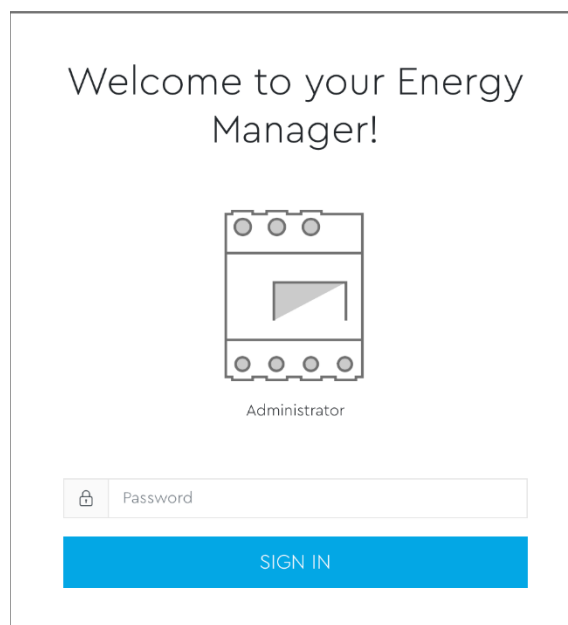 Welcome to your Energy
Manager!
Administrator
Password
SIGN IN